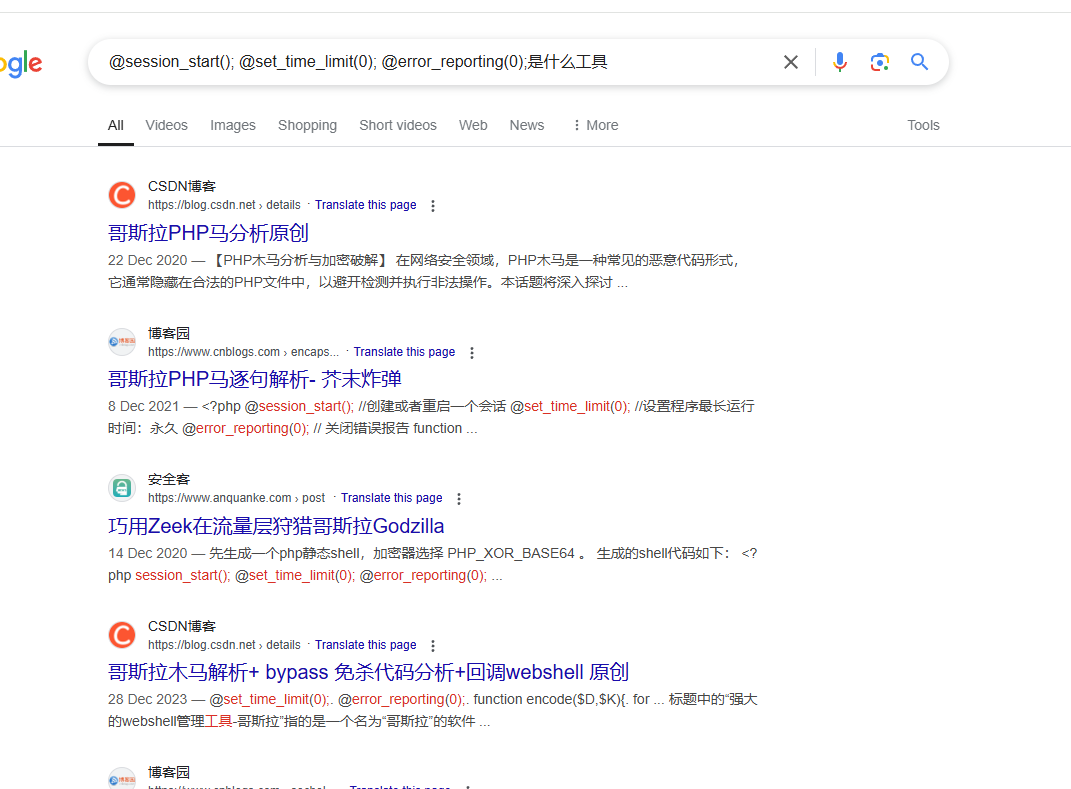 ogle
@session_start(); @set_time_limit(0); @error_reporting(0);是什么工具
All Videos Images Shopping Short videos Web News More Tools
CSDN博客
https://blog.csdn.net › details · Translate this page
哥斯拉PHP马分析原创
22 Dec 2020 — 【PHP木马分析与加密破解】 在网络安全领域，PHP木马是一种常见的恶意代码形式，
它通常隐藏在合法的PHP文件中，以避开检测并执行非法操作。本话题将深入探讨 ...
博客园
https://www.cnblogs.com › encaps... · Translate this page
哥斯拉PHP马逐句解析- 芥末炸弹
8 Dec 2021 — <?php @session_start(); //创建或者重启一个会话 @set_time_limit(0); //设置程序最长运行
时间：永久 @error_reporting(0); // 关闭错误报告 function ...
安全客
https://www.anquanke.com › post · Translate this page
巧用Zeek在流量层狩猎哥斯拉Godzilla
14 Dec 2020 — 先生成一个php静态shell，加密器选择 PHP_XOR_BASE64 。 生成的shell代码如下： <?
php session_start(); @set_time_limit(0); @error_reporting(0); ...
CSDN博客
https://blog.csdn.net › details · Translate this page
哥斯拉木马解析+ bypass 免杀代码分析+回调webshell 原创
28 Dec 2023 — @set_time_limit(0);. @error_reporting(0);. function encode($D,$K){. for ... 标题中的“强大
的webshell管理工具-哥斯拉”指的是一个名为“哥斯拉”的软件 ...
博客园